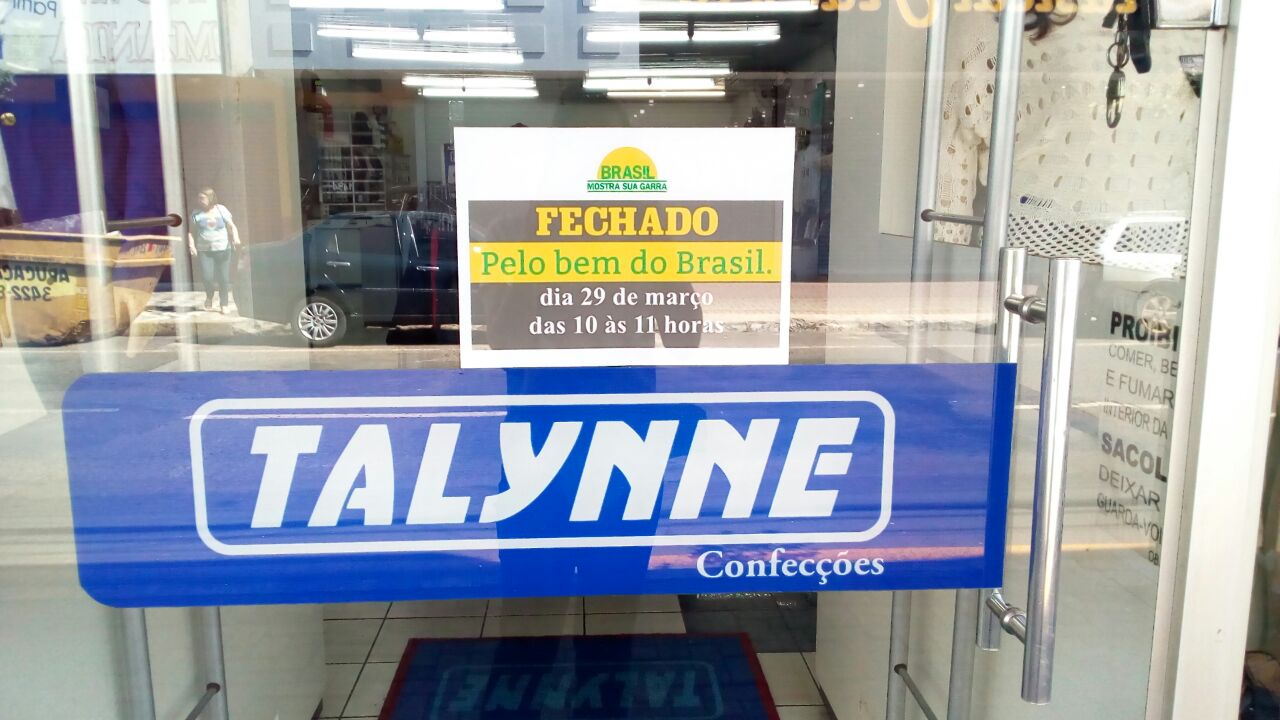 BRASIL
MOSTRA SUA GARRA
FECHADO
Pelo bem do Brasil.
dia 29 de março
das 10 às 11 horas
TALYNNE
Confecções
PROIBI
COMER, BE
E FUMAR
INTERIOR DA
SACOL
DEIXAR
GUARDA-VO
TALYNNE